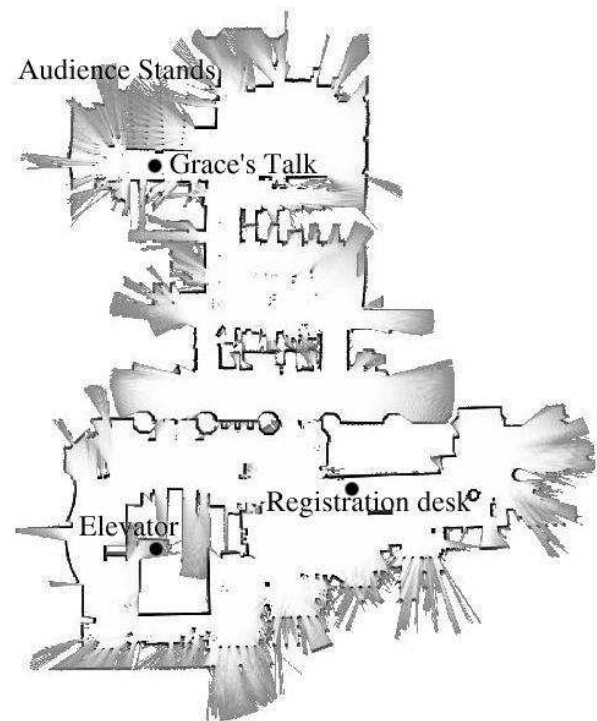 Audience Stands
Grace's Talk
Registration desk
Elevator